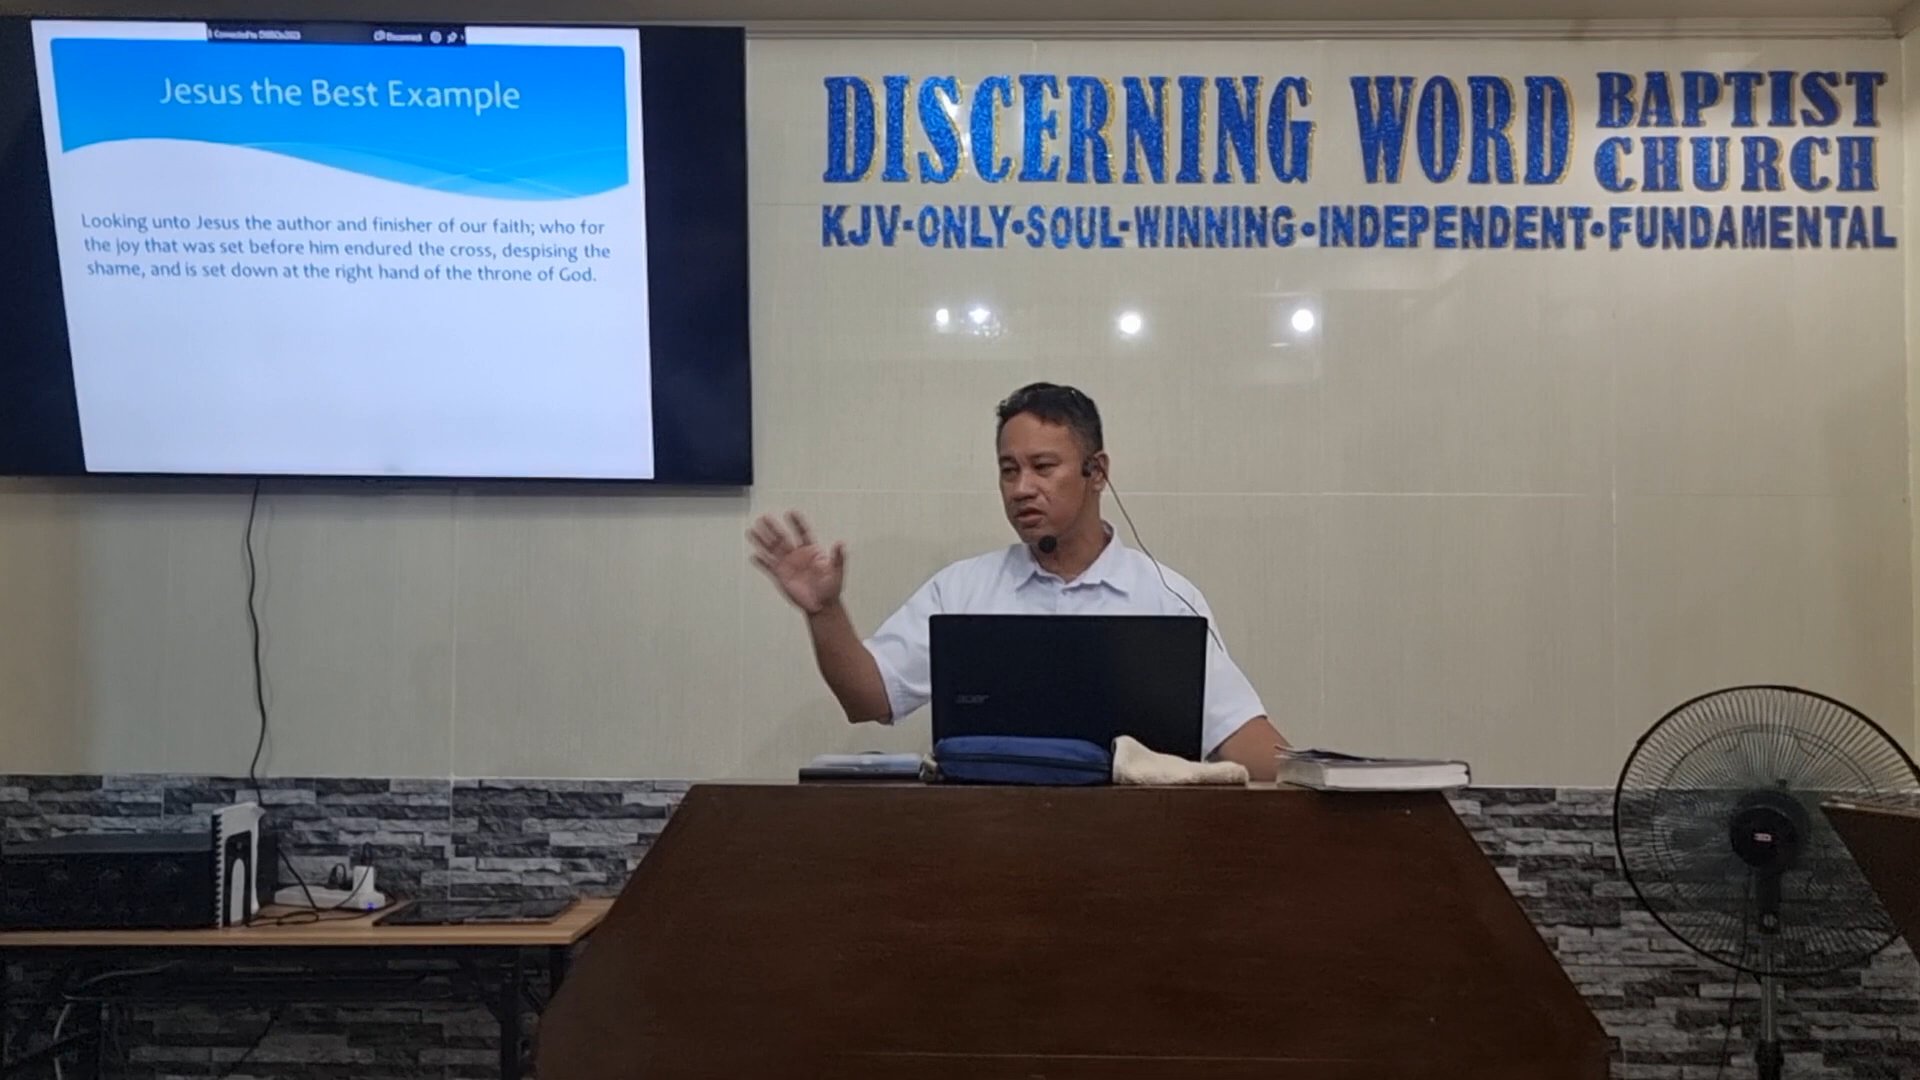 Disconnect
Jesus the Best Example
Looking unto Jesus the author and finisher of our faith; who for
the joy that was set before him endured the cross, despising the
shame, and is set down at the right hand of the throne of God.
DISCERNING WORD BAPTIST
CHURCH
KJV-ONLY•SOUL-WINNING•INDEPENDENT•FUNDAMENTAL
acer